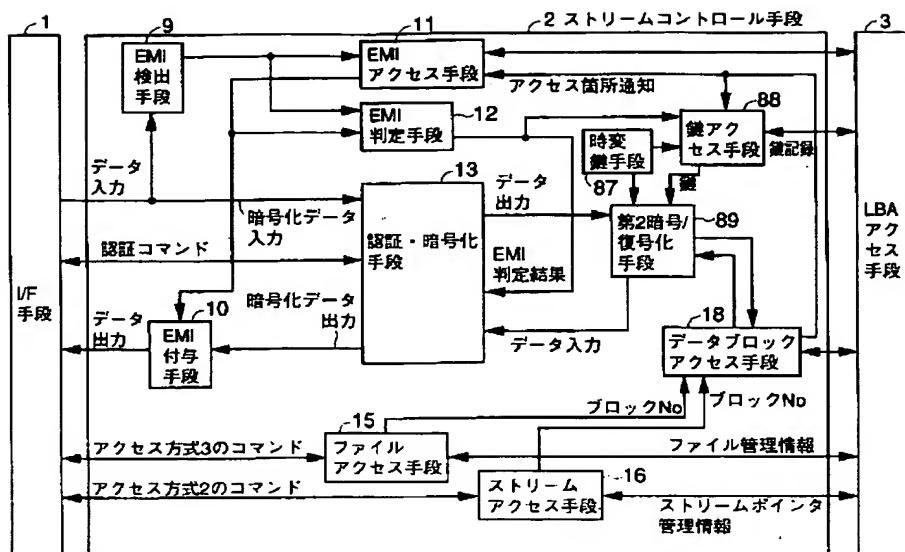 1
2 ストリームコントロール手段
3
9
EMI
検出
手段
11
EMI
アクセス手段
アクセス箇所通知
12
EMI
判定手段
88
鍵アク
セス手段
鍵記録
時変
鍵手段
87
鍵
データ
入力
暗号化データ
入力
13
認証・暗号化
手段
データ
出力
第2暗号/
復号化
手段
89
LBA
アク
セス
手段
認証コマンド
EMI
判定結果
I/F
手段
データ
出力
10
EMI
付与
手段
暗号化データ
出力
データ入力
18
データブロック
アクセス手段
ブロックNo
ブロックNo
15
アクセス方式3のコマンド
ファイル
アクセス手段
ファイル管理情報
16
アクセス方式2のコマンド
ストリーム
アクセス手段
ストリームポインタ
管理情報